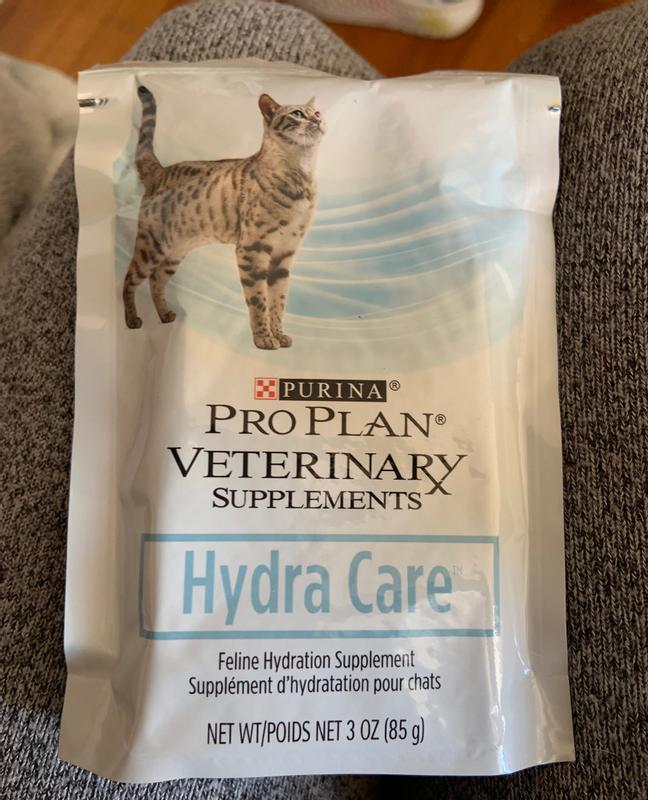 PURINA®
PRO PLAN®
VETERINARY
SUPPLEMENTS
Hydra Care™
Feline Hydration Supplement
Supplément d'hydratation pour chats
NET WT/POIDS NET 3 OZ (85 g)